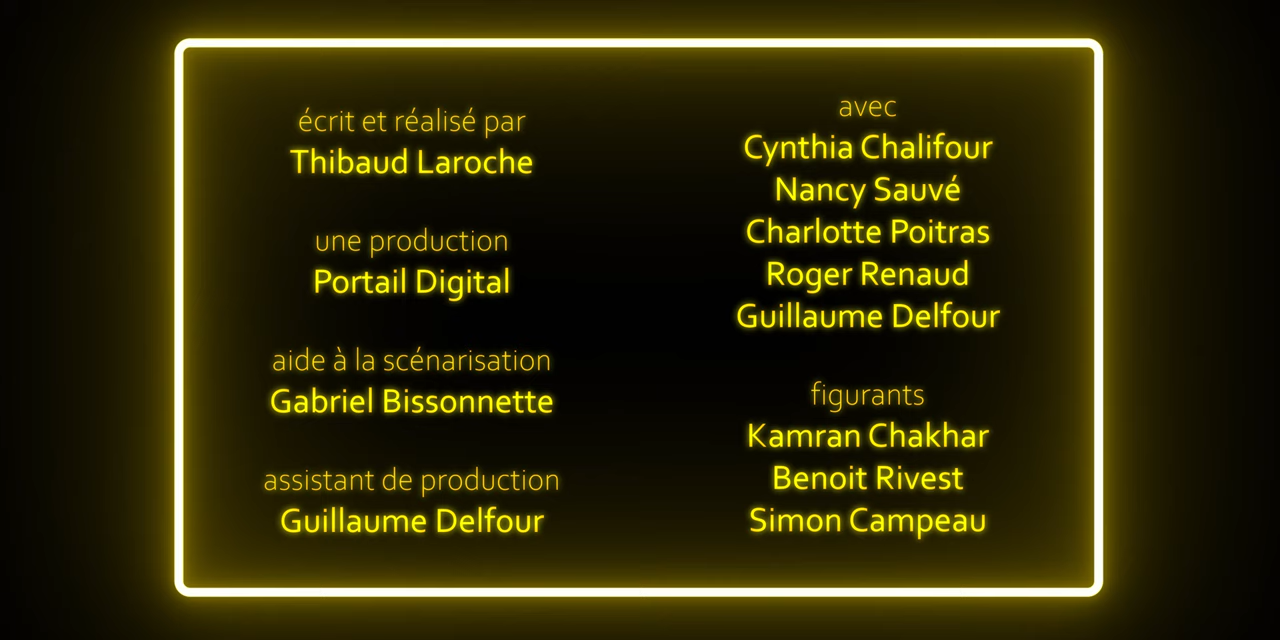 écrit et réalisé par
Thibaud Laroche
une production
Portail Digital
aide à la scénarisation
Gabriel Bissonnette
assistant de production
Guillaume Delfour
avec
Cynthia Chalifour
Nancy Sauvé
Charlotte Poitras
Roger Renaud
Guillaume Delfour
figurants
Kamran Chakhar
Benoit Rivest
Simon Campeau